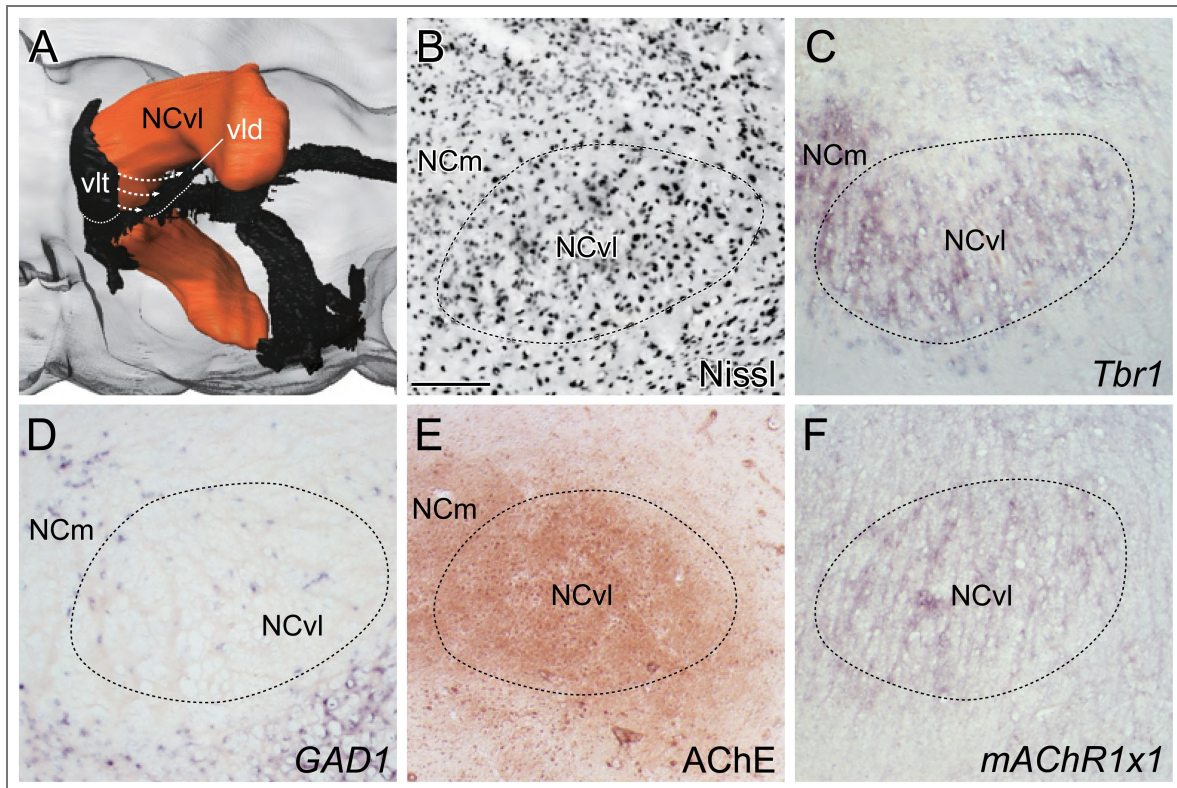 A
NCvl
vld
vlt
B
NCm
NCvl
Nissl
C
NCm
NCvl
Tbr1
D
NCm
NCvl
GAD1
E
NCm
NCvl
AChE
F
NCvl
mAChR1x1